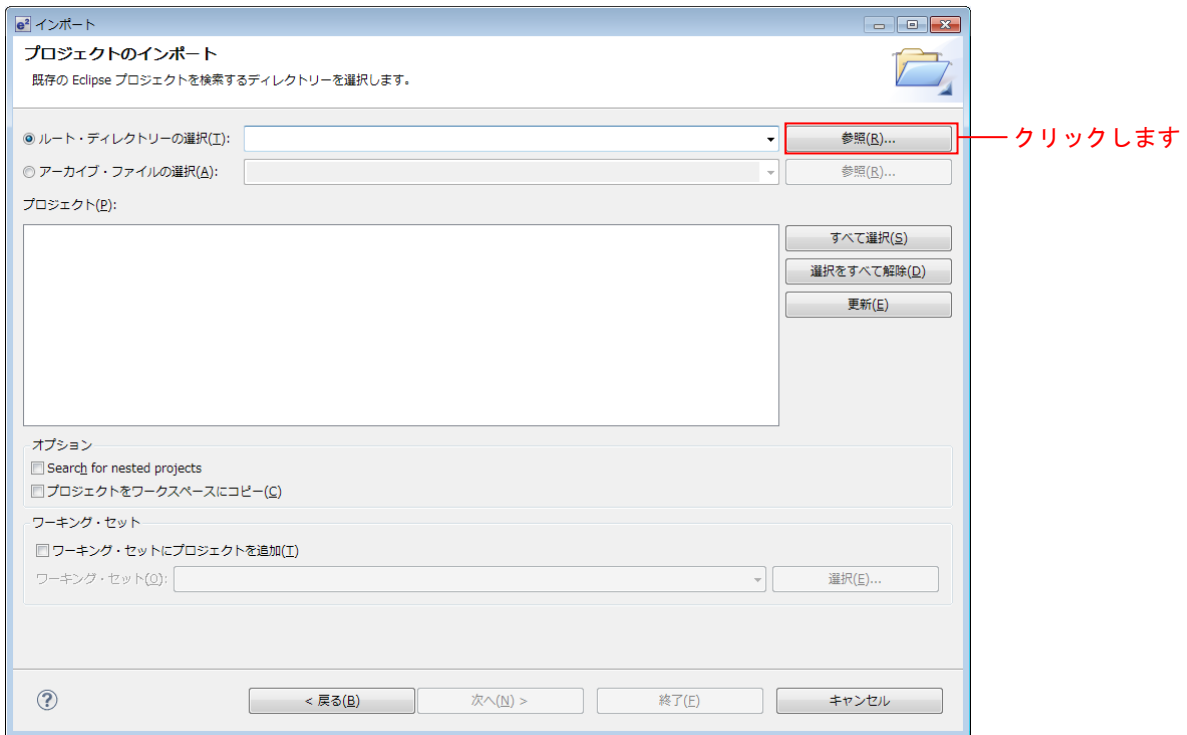 e² インポート
プロジェクトのインポート
既存の Eclipse プロジェクトを検索するディレクトリーを選択します。
ルート・ディレクトリーの選択(T): 参照(R)... クリックします
アーカイブ・ファイルの選択(A): 参照(R)...
プロジェクト(P):
すべて選択(S)
選択をすべて解除(D)
更新(E)
オプション
Search for nested projects
プロジェクトをワークスペースにコピー(C)
ワーキング・セット
ワーキング・セットにプロジェクトを追加(T)
ワーキング・セット(O): 選択(E)...
? < 戻る(B) 次へ(N) > 終了(F) キャンセル